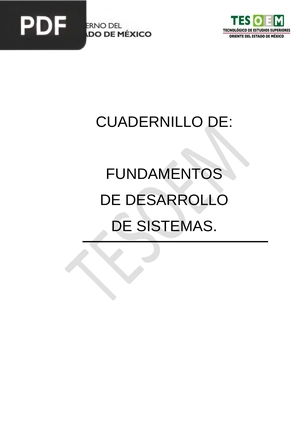 PDF
ERNO DEL
ADO DE MÉXICO
TESOEM
TECNOLÓGICO DE ESTUDIOS SUPERIORES
ORIENTE DEL ESTADO DE MÉXICO
CUADERNILLO DE:
FUNDAMENTOS
DE DESARROLLO
DE SISTEMAS.
TESOEM